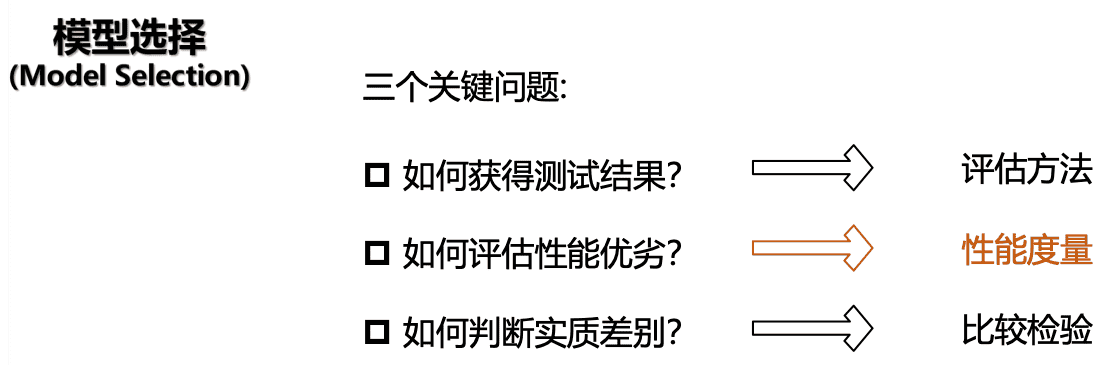 模型选择
(Model Selection)
三个关键问题:
如何获得测试结果? 评估方法
如何评估性能优劣? 性能度量
如何判断实质差别? 比较检验